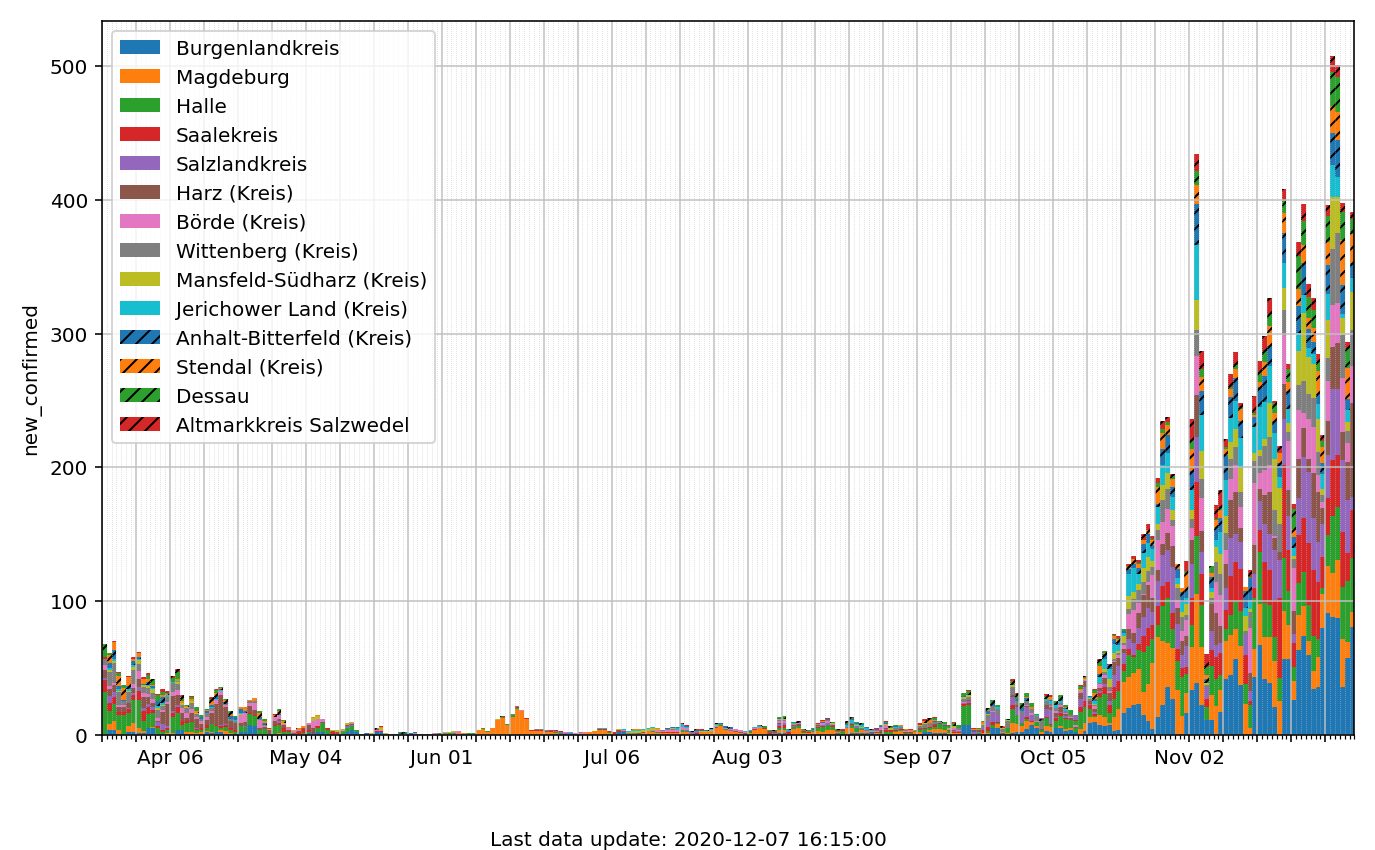 500
400
300
200
100
0
new_confirmed
Burgenlandkreis
Magdeburg
Halle
Saalekreis
Salzlandkreis
Harz (Kreis)
Börde (Kreis)
Wittenberg (Kreis)
Mansfeld-Südharz (Kreis)
Jerichower Land (Kreis)
Anhalt-Bitterfeld (Kreis)
Stendal (Kreis)
Dessau
Altmarkkreis Salzwedel
Apr 06 May 04 Jun 01 Jul 06 Aug 03 Sep 07 Oct 05 Nov 02
Last data update: 2020-12-07 16:15:00